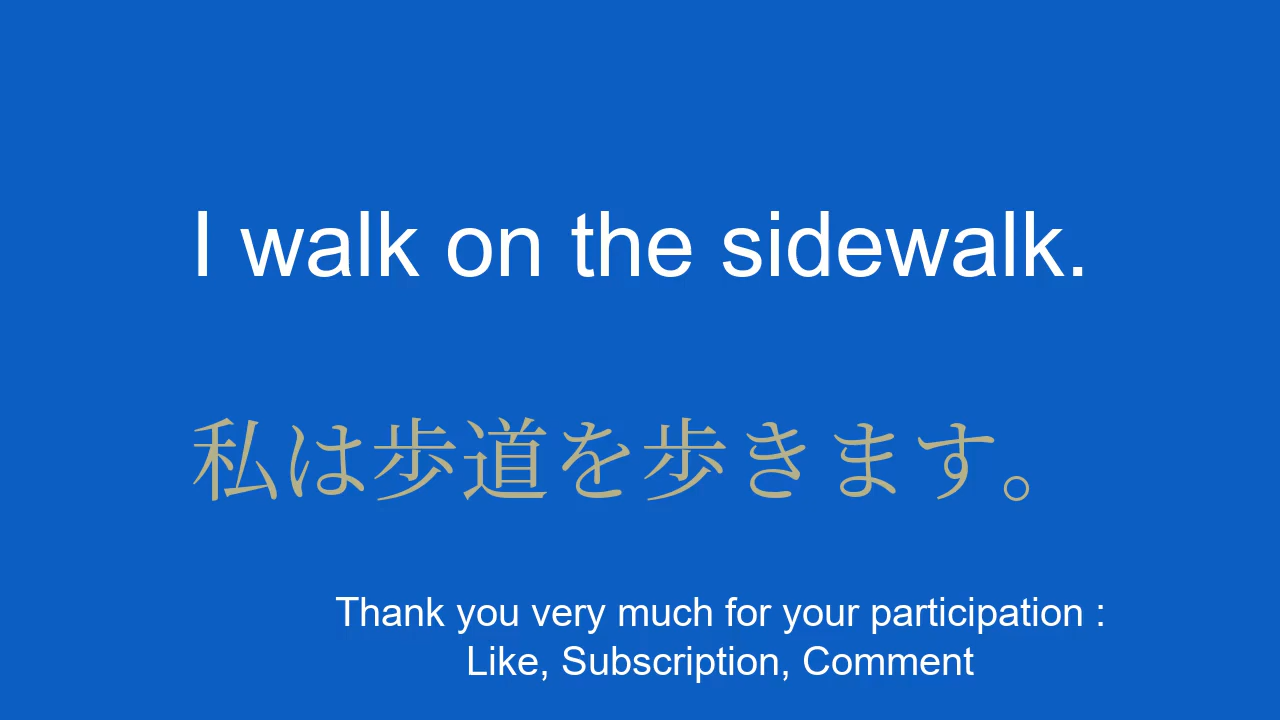 I walk on the sidewalk.
私は歩道を歩きます。
Thank you very much for your participation :
Like, Subscription, Comment